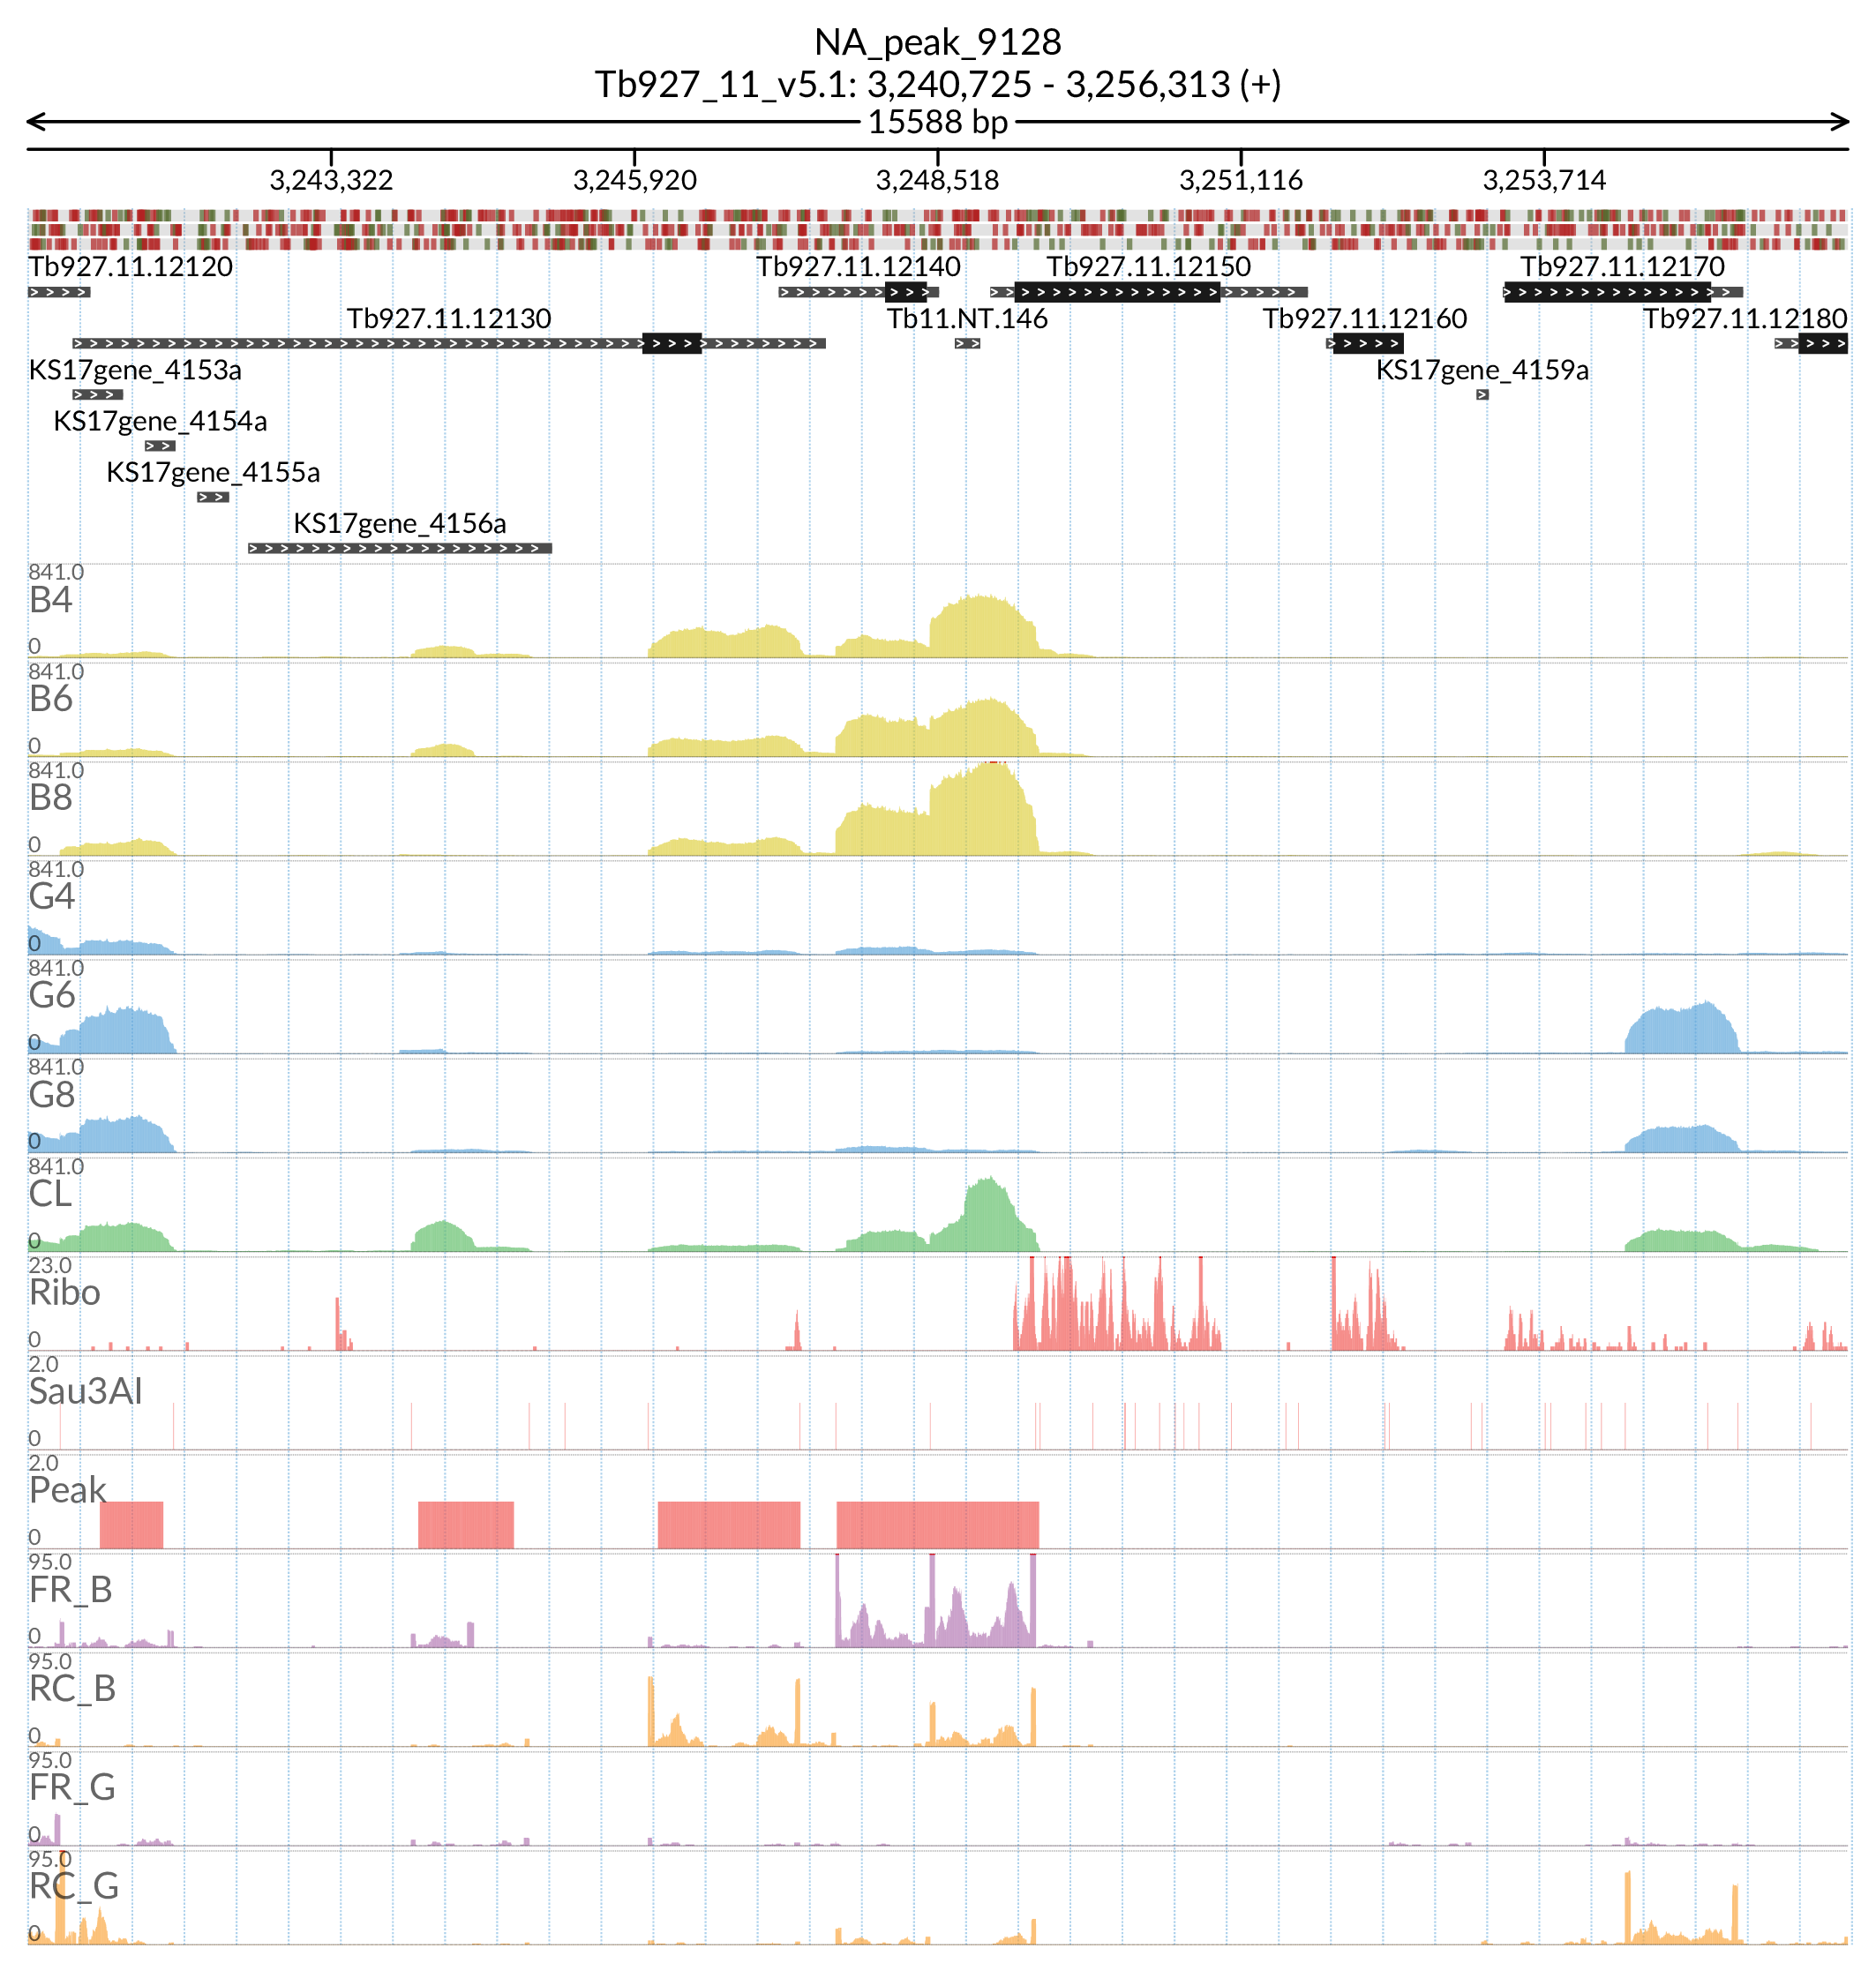 NA_peak_9128
Tb927_11_v5.1: 3,240,725 - 3,256,313 (+)
15588 bp
3,243,322 3,245,920 3,248,518 3,251,116 3,253,714
Tb927.11.12120 Tb927.11.12140 Tb927.11.12150 Tb927.11.12170
Tb927.11.12130 Tb11.NT.146 Tb927.11.12160 Tb927.11.12180
KS17gene_4153a KS17gene_4159a
KS17gene_4154a
KS17gene_4155a
KS17gene_4156a
841.0
B4
0
841.0
B6
0
841.0
B8
0
841.0
G4
0
841.0
G6
0
841.0
G8
0
841.0
CL
0
23.0
Ribo
0
2.0
Sau3AI
0
2.0
Peak
0
95.0
FR_B
0
95.0
RC_B
0
95.0
FR_G
0
95.0
RC_G
0